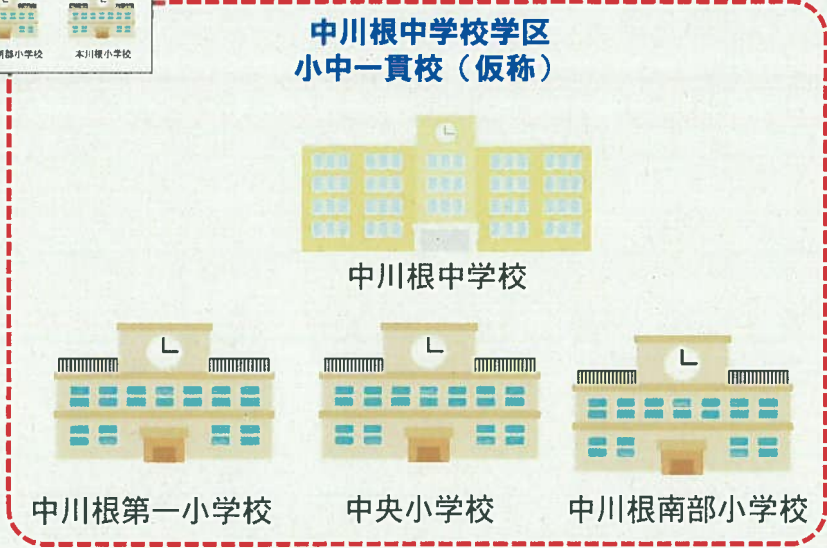 本川根小学校
中川根中学校学区
小中一貫校（仮称）
中川根中学校
中川根第一小学校
中央小学校
中川根南部小学校